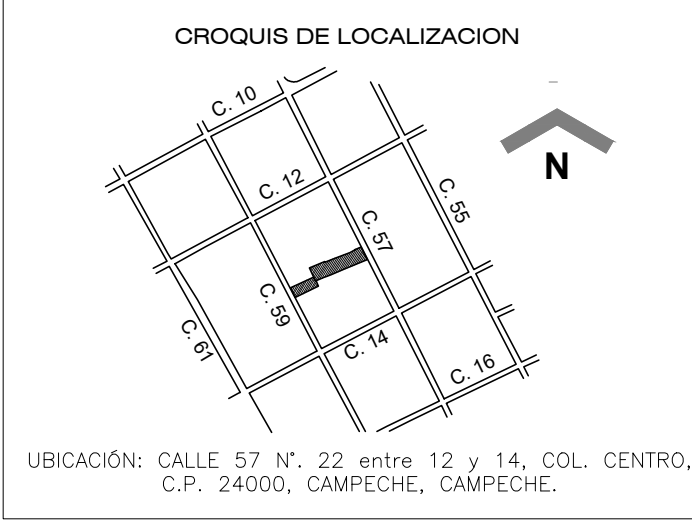 CROQUIS DE LOCALIZACION
C. 10
C. 12
C. 55
C. 57
N
C. 59
C. 61
C. 14
C. 16
UBICACIÓN: CALLE 57 N°. 22 entre 12 y 14, COL. CENTRO,
C.P. 24000, CAMPECHE, CAMPECHE.